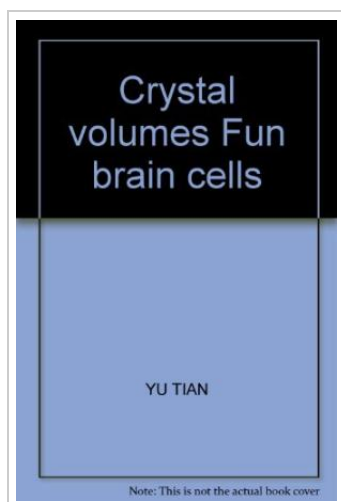 Crystal
volumes Fun
brain cells
YU TIAN
Note: This is not the actual book cover